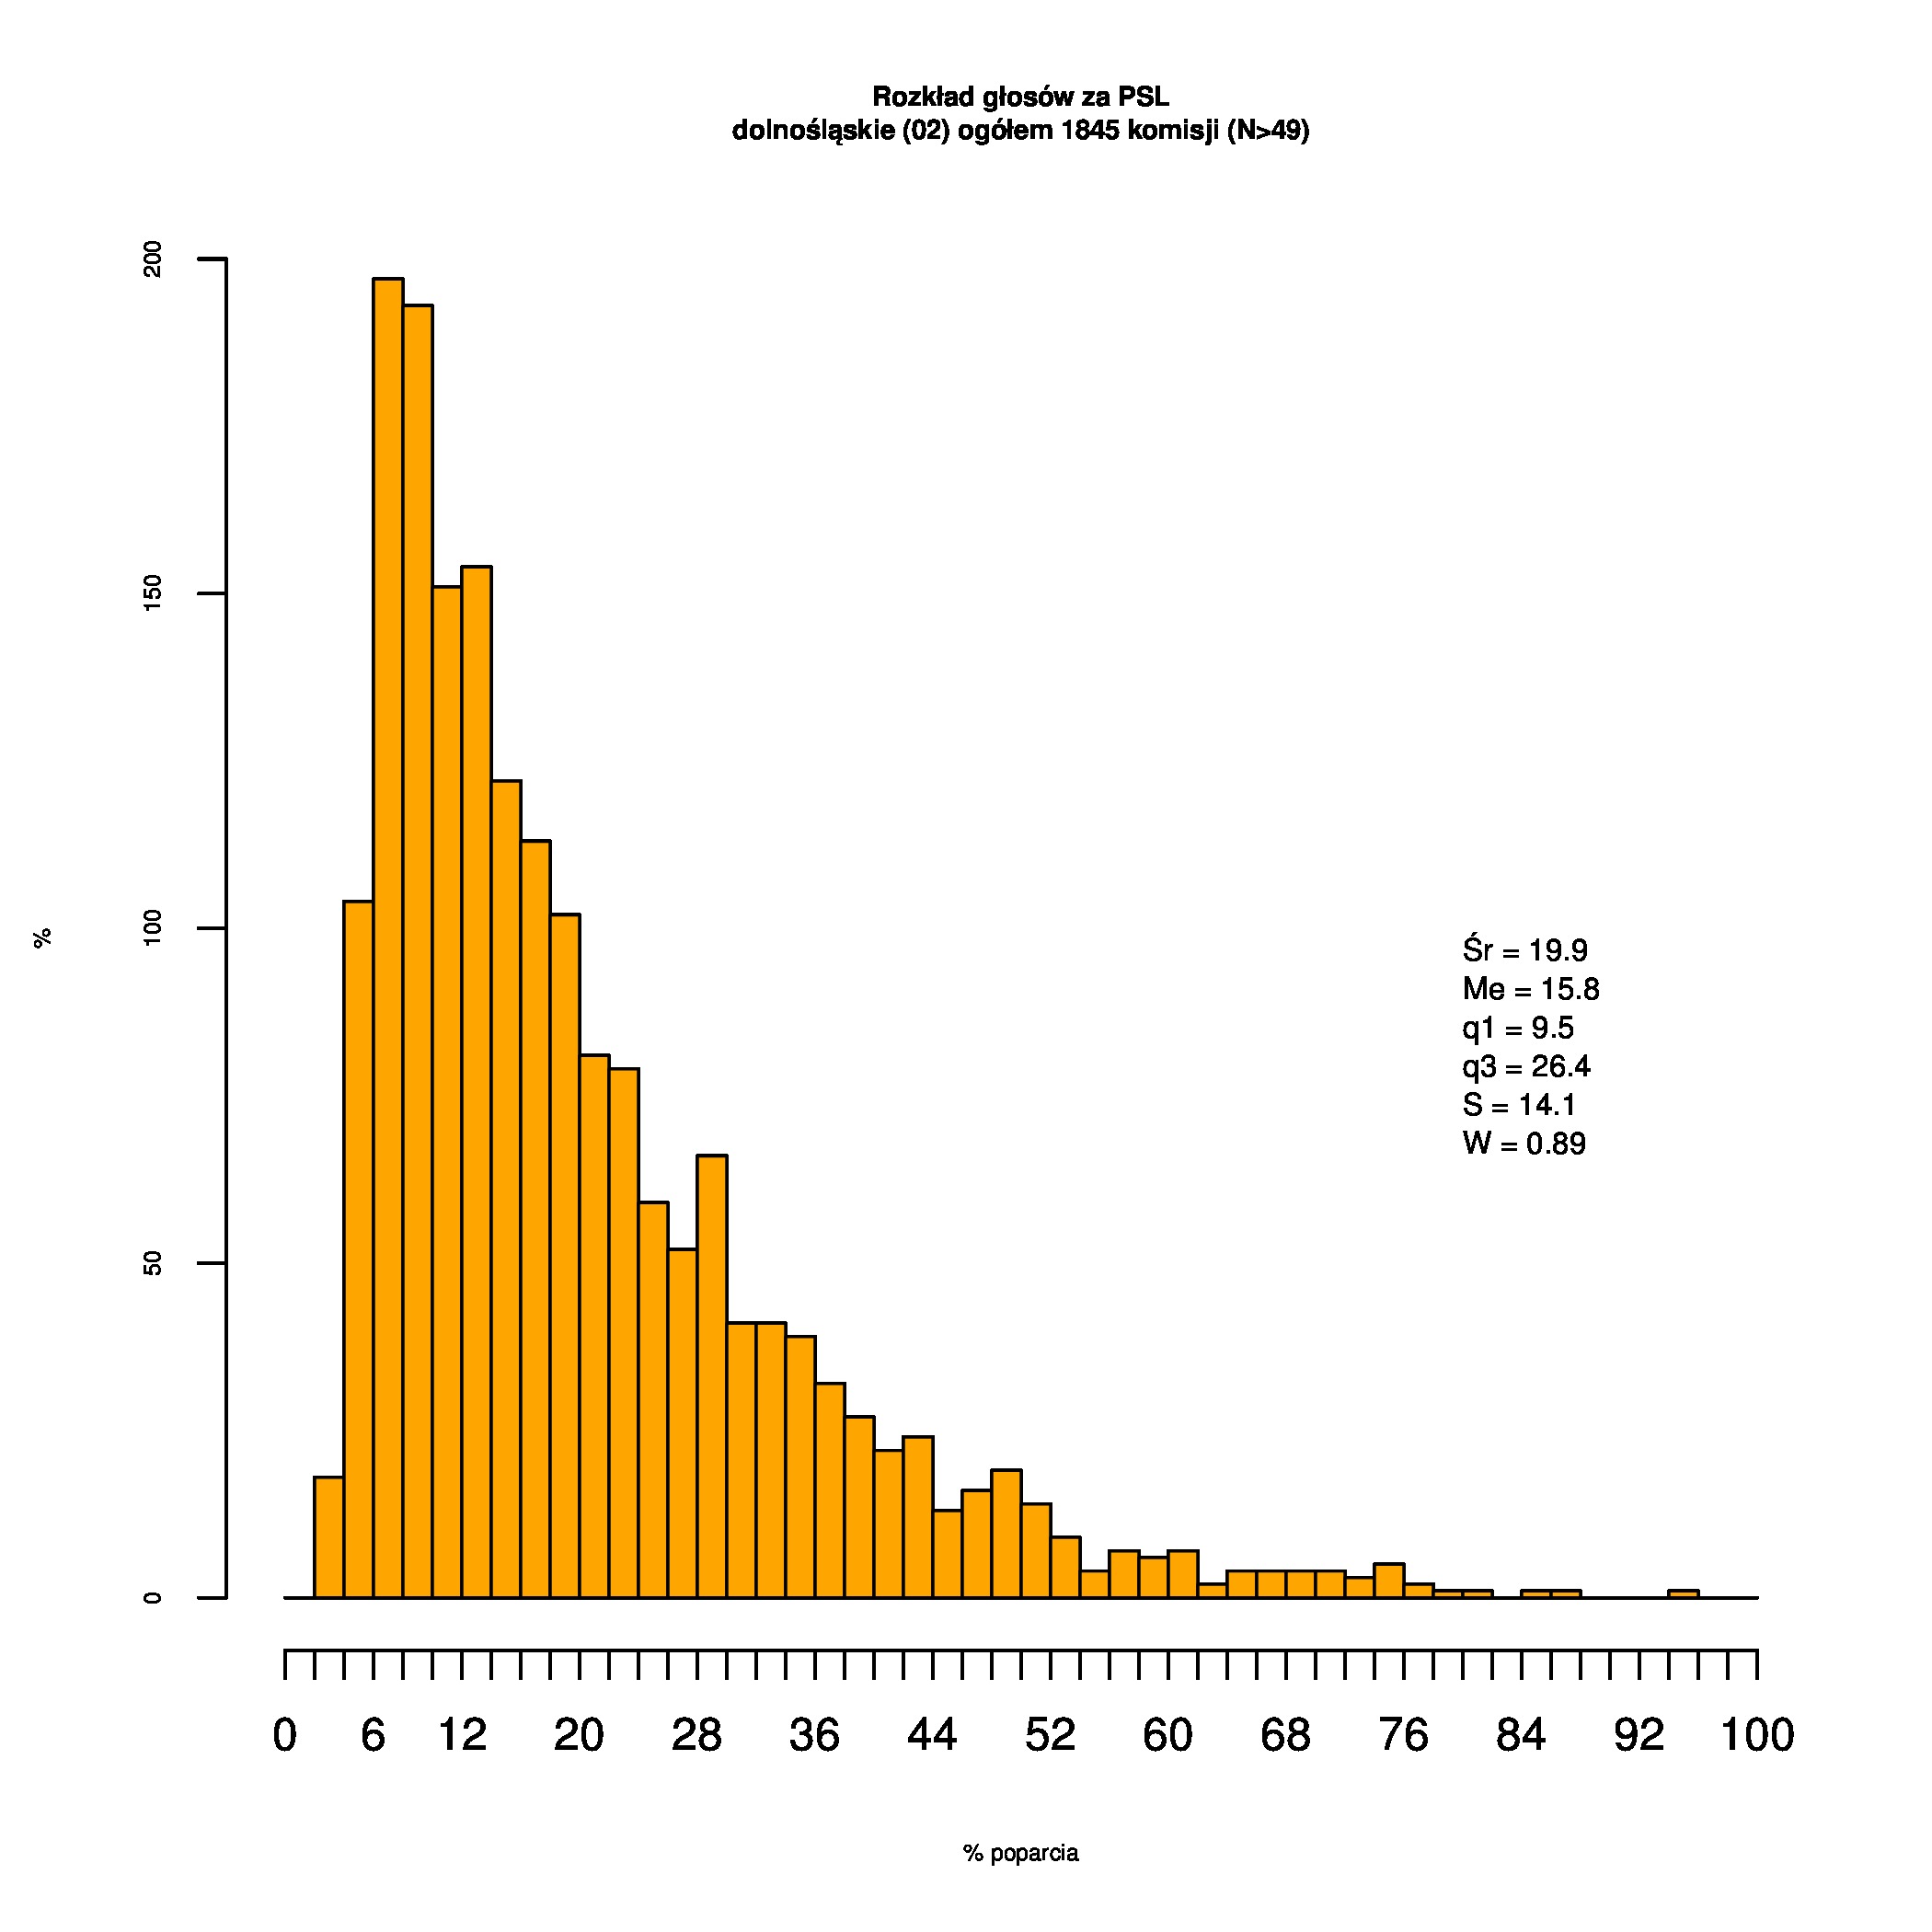 Rozkład głosów za PSL
dolnośląskie (02) ogółem 1845 komisji (N>49)
200
150
100
50
0
%
Śr = 19.9
Me = 15.8
q1 = 9.5
q3 = 26.4
S = 14.1
W = 0.89
0 6 12 20 28 36 44 52 60 68 76 84 92 100
% poparcia